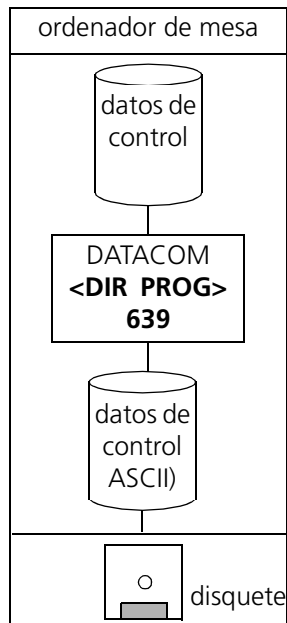 ordenador de mesa
datos de
control
DATACOM
<DIR PROG>
639
datos de
control
ASCII)
disquete